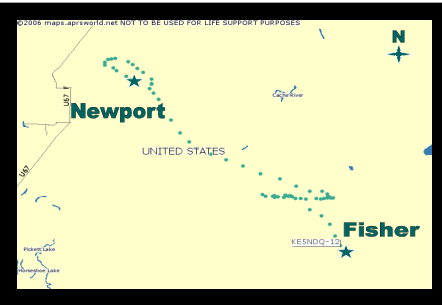 ©2006 maps.aprsworld.net NOT TO BE USED FOR LIFE SUPPORT PURPOSES
N
U67
Cache River
Newport
UNITED STATES
U67
Fisher
KE5NDQ-12
Pickett Lake
Horseshoe Lake